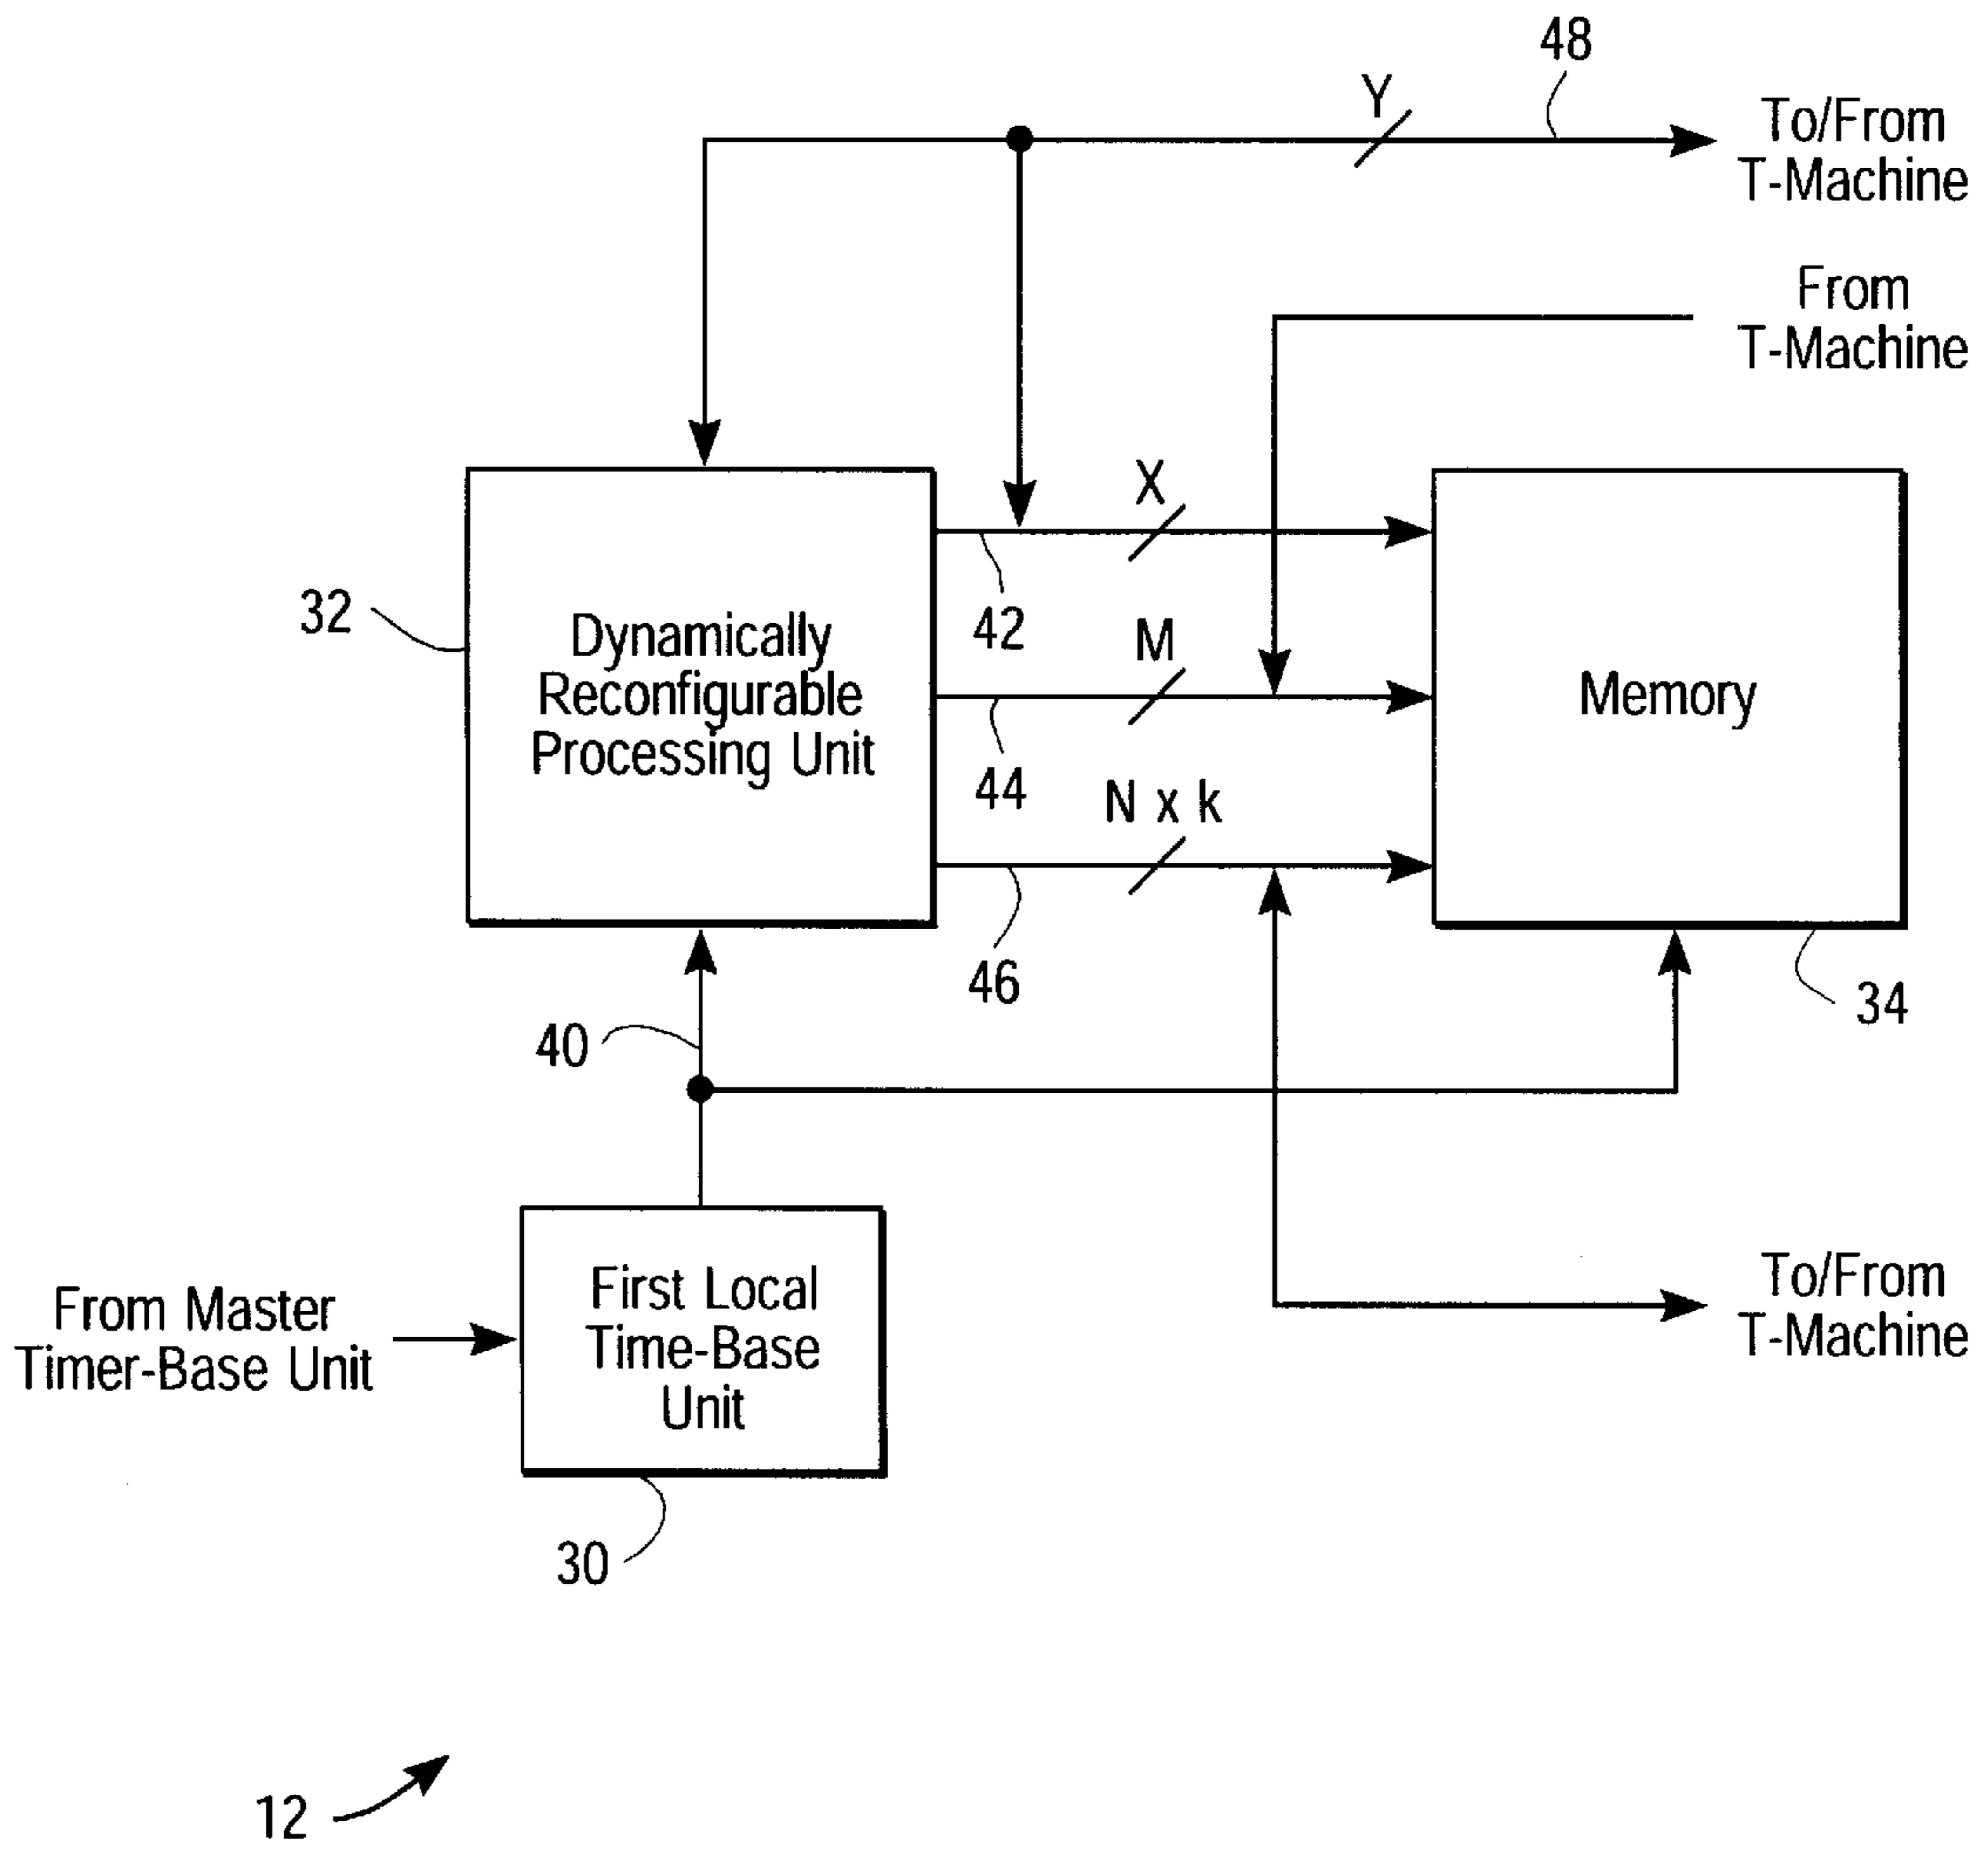 48
Y
To/From
T-Machine
From
T-Machine
X
32
42
Dynamically
Reconfigurable
Processing Unit
M
Memory
44
N x k
46
34
40
To/From
T-Machine
From Master
Timer-Base Unit
First Local
Time-Base
Unit
30
12